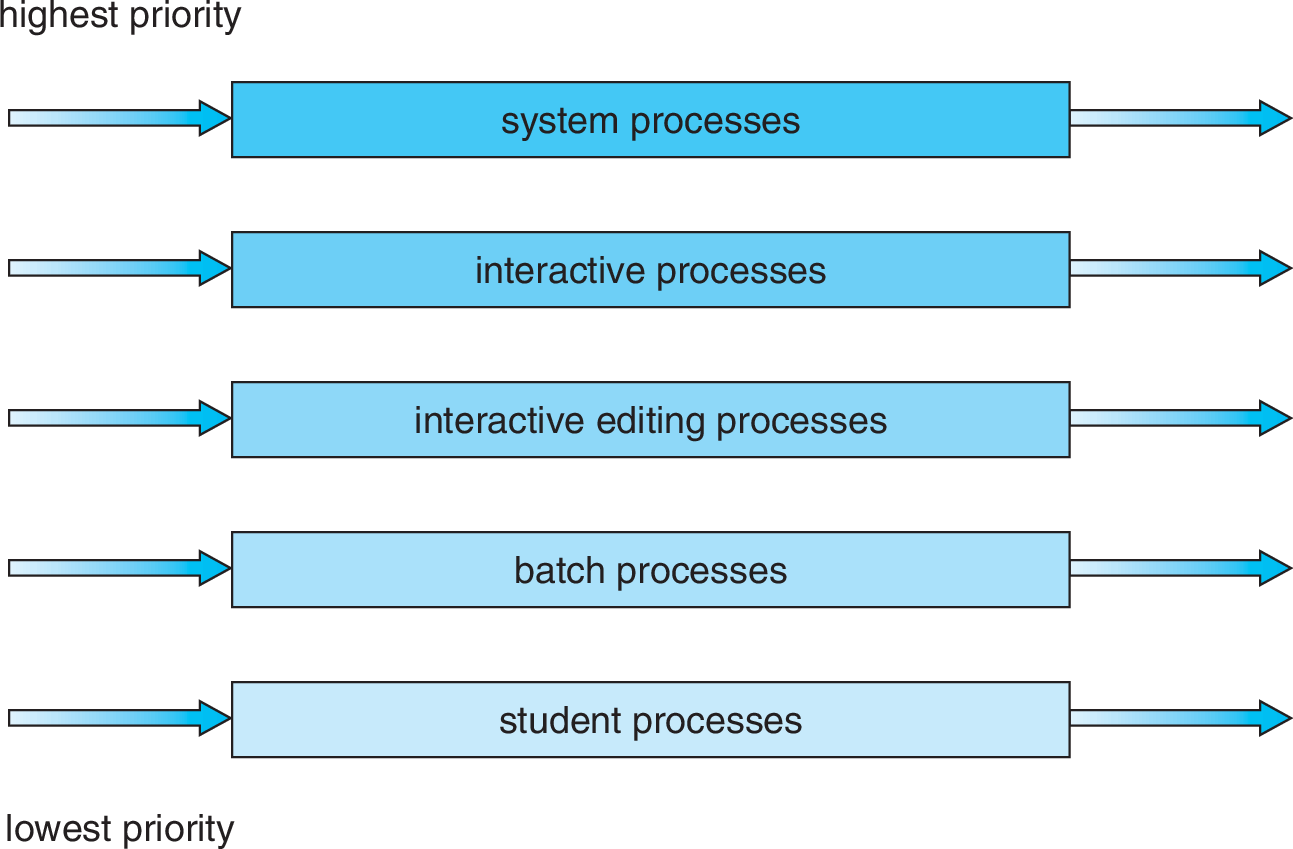 highest priority
system processes
interactive processes
interactive editing processes
batch processes
student processes
lowest priority